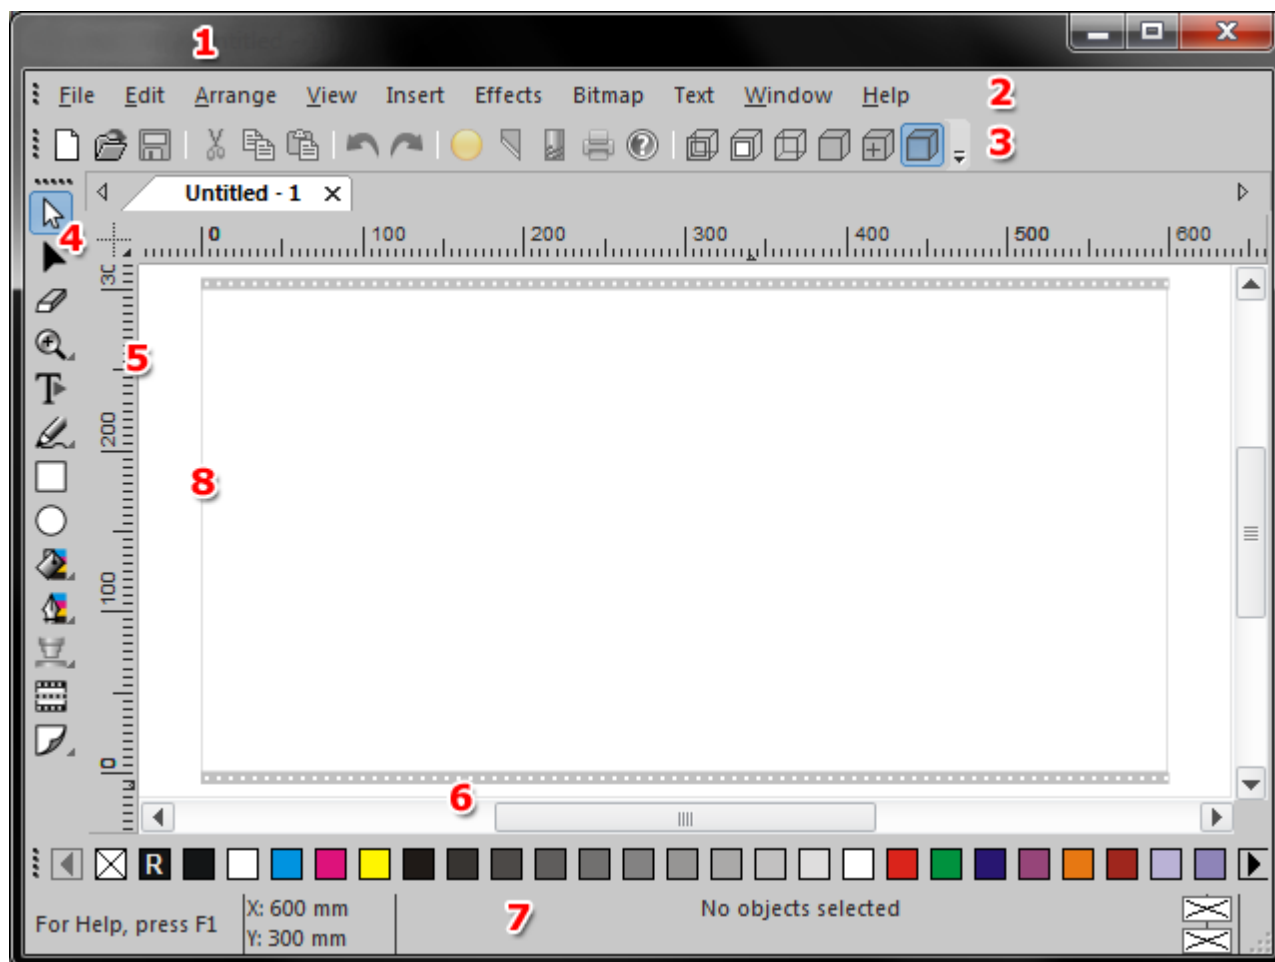 1
File Edit Arrange View Insert Effects Bitmap Text Window Help 2
3
Untitled - 1
4
0 100 200 300 400 500 600
30
5
200
8
100
0
6
R
For Help, press F1
X: 600 mm
Y: 300 mm
7
No objects selected